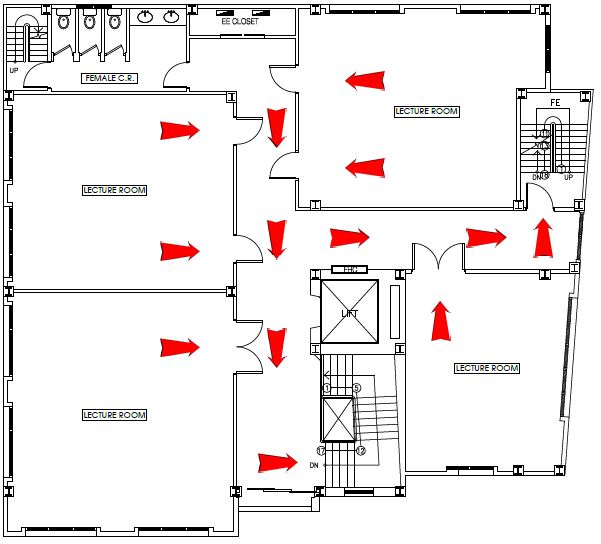 EE CLOSET
UP
FEMALE C.R.
LECTURE ROOM
FE
DN
UP
LECTURE ROOM
FHC
LIFT
LECTURE ROOM
1
5
LECTURE ROOM
17
12
DN